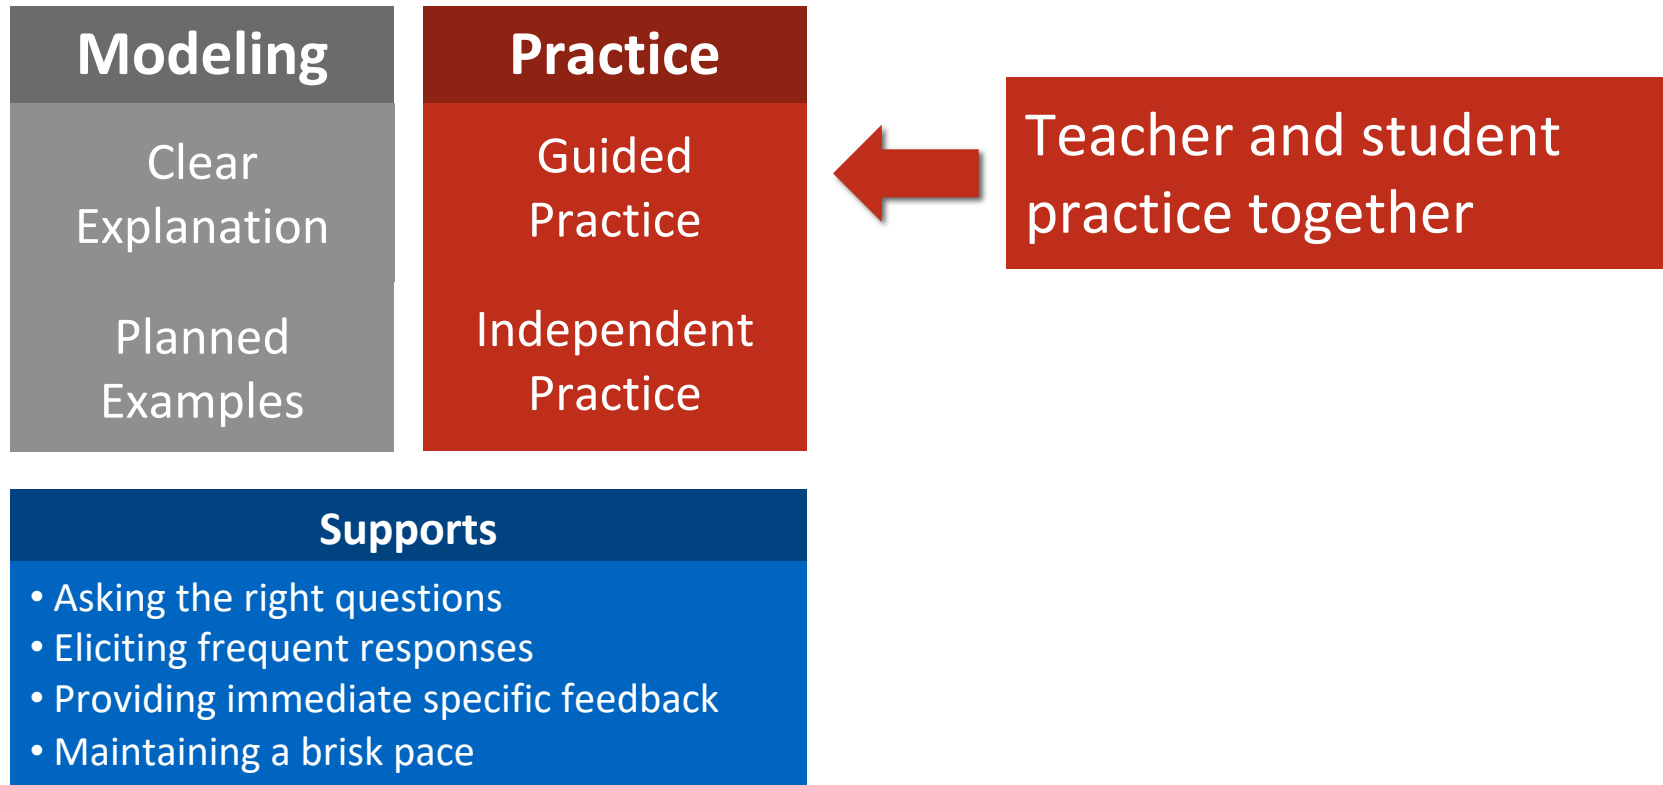 Modeling
Clear
Explanation
Planned
Examples
Practice
Guided
Practice
Independent
Practice
Teacher and student
practice together
Supports
• Asking the right questions
• Eliciting frequent responses
• Providing immediate specific feedback
• Maintaining a brisk pace